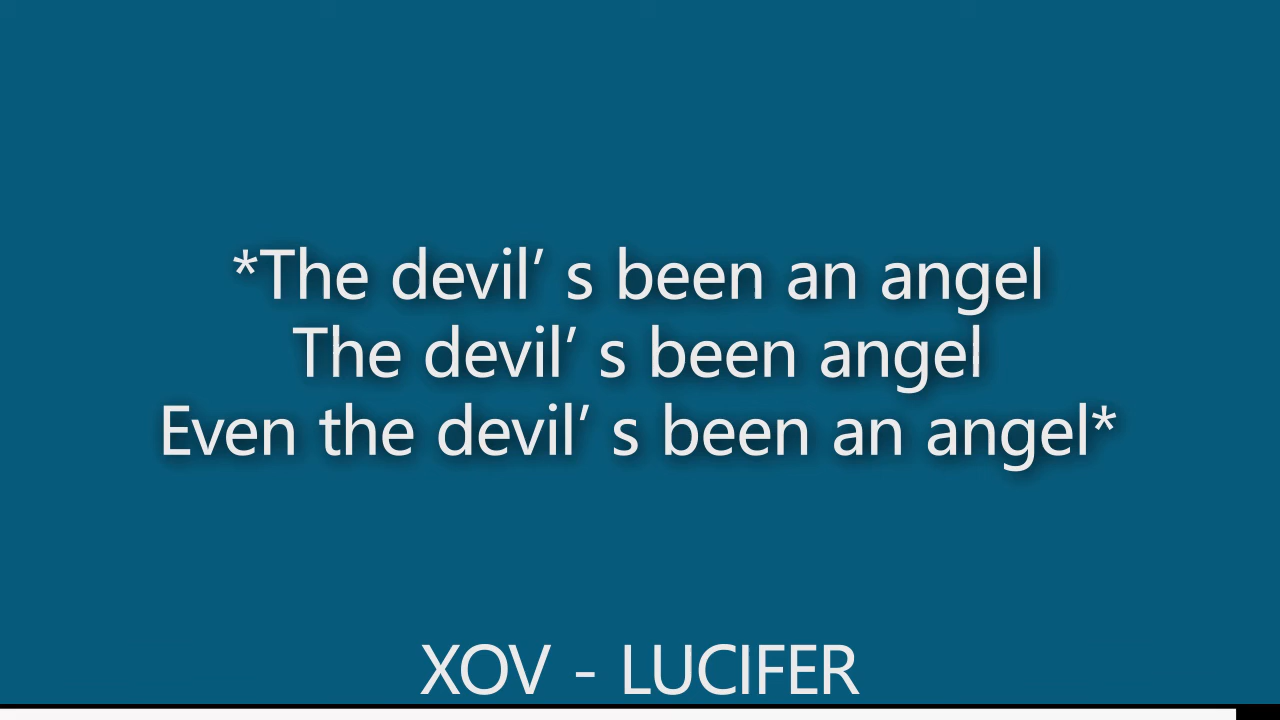 *The devil’ s been an angel
The devil’ s been angel
Even the devil’ s been an angel*
XOV - LUCIFER